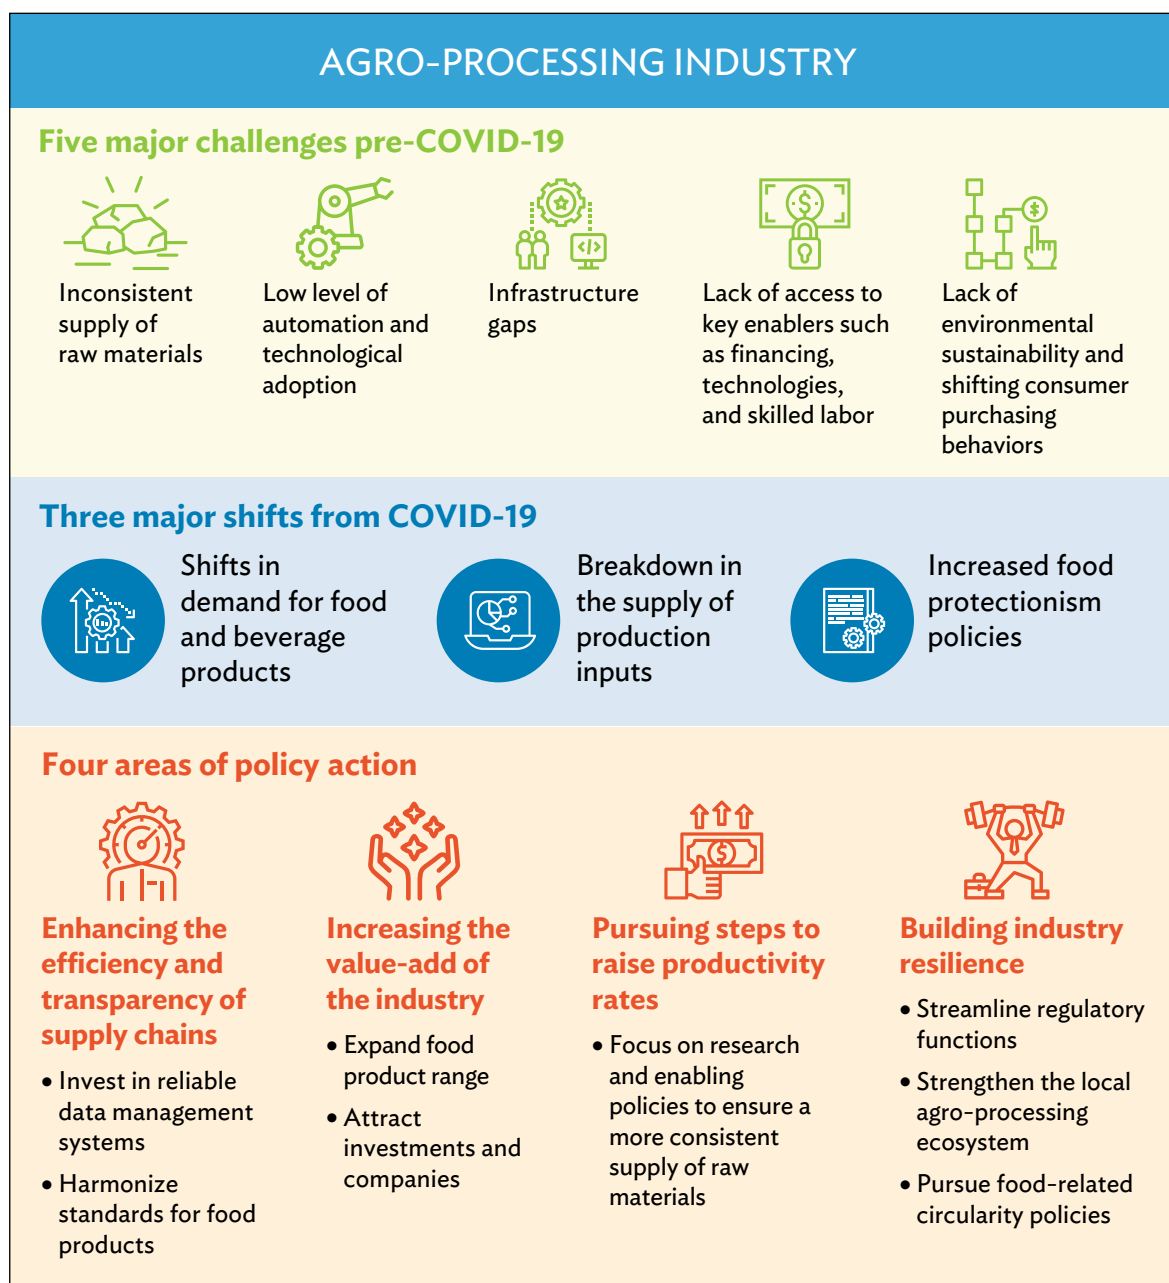 AGRO-PROCESSING INDUSTRY
Five major challenges pre-COVID-19
Inconsistent
supply of
raw materials
Low level of
automation and
technological
adoption
Infrastructure
gaps
Lack of access to
key enablers such
as financing,
technologies,
and skilled labor
Lack of
environmental
sustainability and
shifting consumer
purchasing
behaviors
Three major shifts from COVID-19
Shifts in
demand for food
and beverage
products
Breakdown in
the supply of
production
inputs
Increased food
protectionism
policies
Four areas of policy action
Enhancing the
efficiency and
transparency of
supply chains
• Invest in reliable
data management
systems
• Harmonize
standards for food
products
Increasing the
value-add of
the industry
• Expand food
product range
• Attract
investments and
companies
Pursuing steps to
raise productivity
rates
• Focus on research
and enabling
policies to ensure a
more consistent
supply of raw
materials
Building industry
resilience
• Streamline regulatory
functions
• Strengthen the local
agro-processing
ecosystem
• Pursue food-related
circularity policies